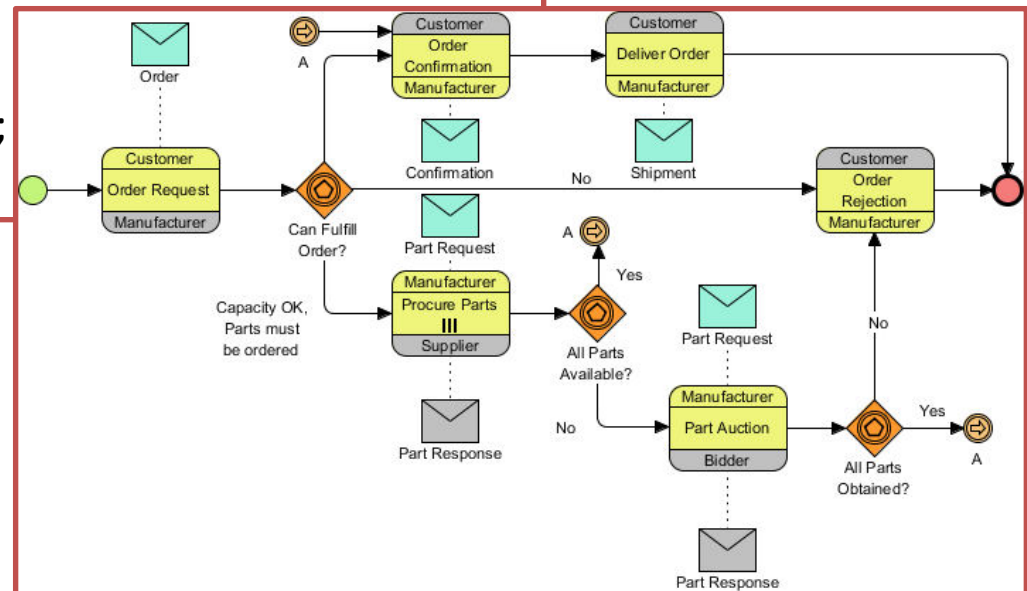 ;
Order
Customer
Order Request
Manufacturer
Can Fulfill
Order?
A
Customer
Order
Confirmation
Manufacturer
Confirmation
Customer
Deliver Order
Manufacturer
Shipment
No
Customer
Order
Rejection
Manufacturer
Capacity OK,
Parts must
be ordered
Part Request
Manufacturer
Procure Parts
Supplier
Part Response
A
Yes
All Parts
Available?
No
Part Request
Manufacturer
Part Auction
Bidder
Part Response
No
Yes
All Parts
Obtained?
A